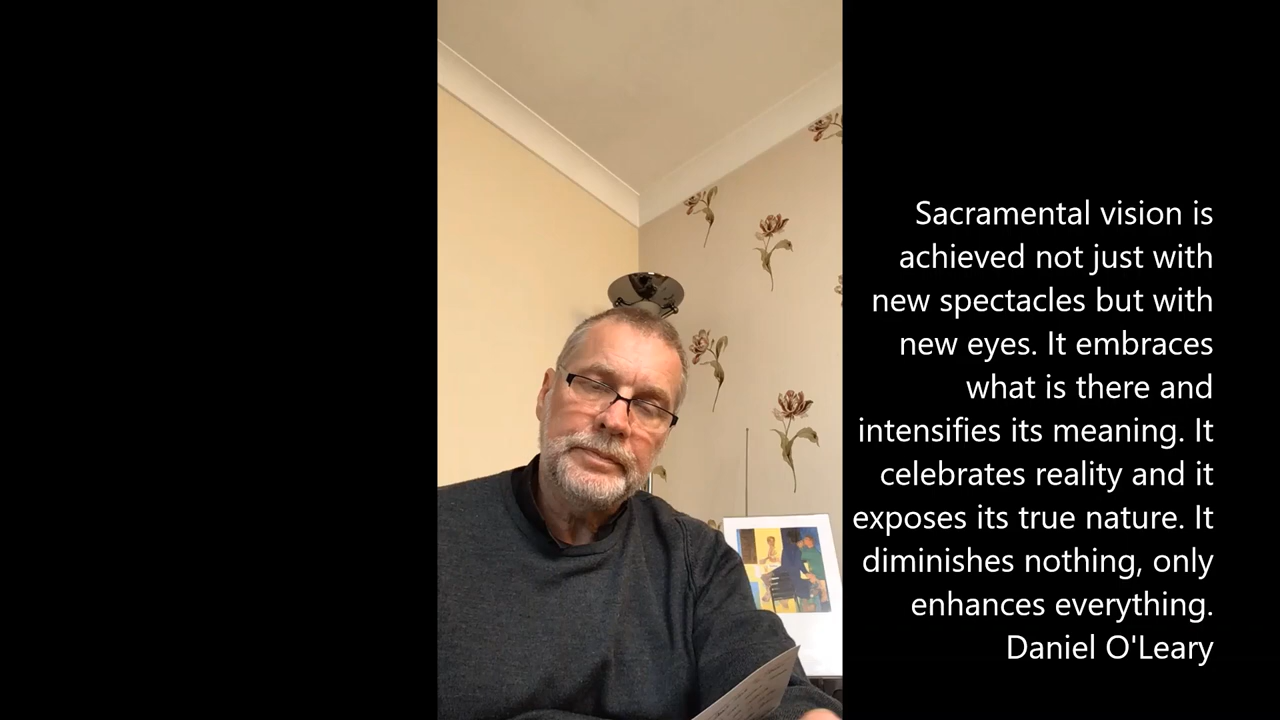 Sacramental vision is
achieved not just with
new spectacles but with
new eyes. It embraces
what is there and
intensifies its meaning. It
celebrates reality and it
exposes its true nature. It
diminishes nothing, only
enhances everything.
Daniel O'Leary